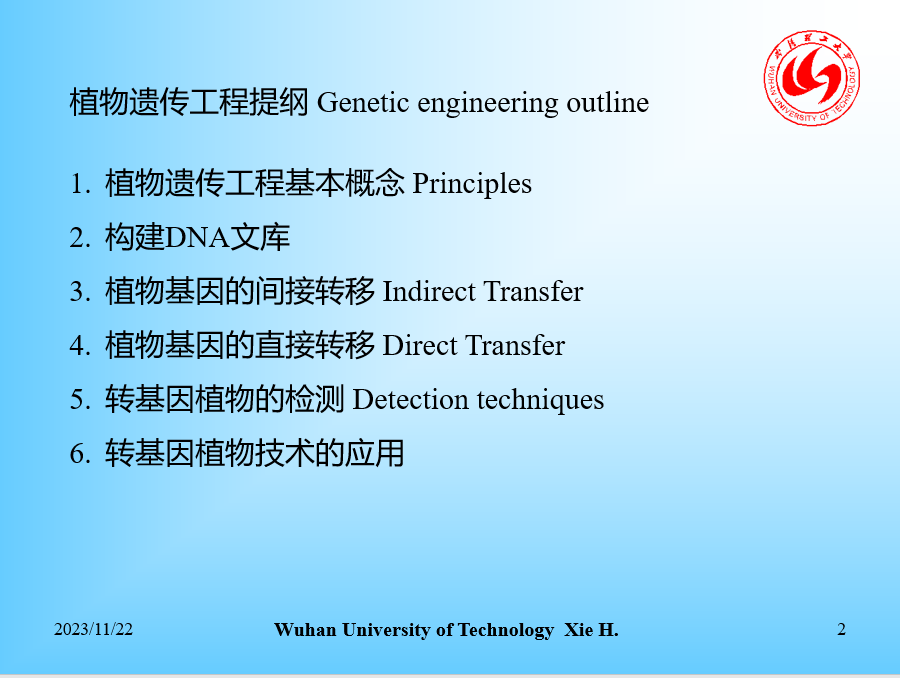 植物遗传工程提纲 Genetic engineering outline
武汉理工大学
WUHAN UNIVERSITY OF TECHNOLOGY
1. 植物遗传工程基本概念 Principles
2. 构建DNA文库
3. 植物基因的间接转移 Indirect Transfer
4. 植物基因的直接转移 Direct Transfer
5. 转基因植物的检测 Detection techniques
6. 转基因植物技术的应用
2023/11/22 Wuhan University of Technology Xie H. 2